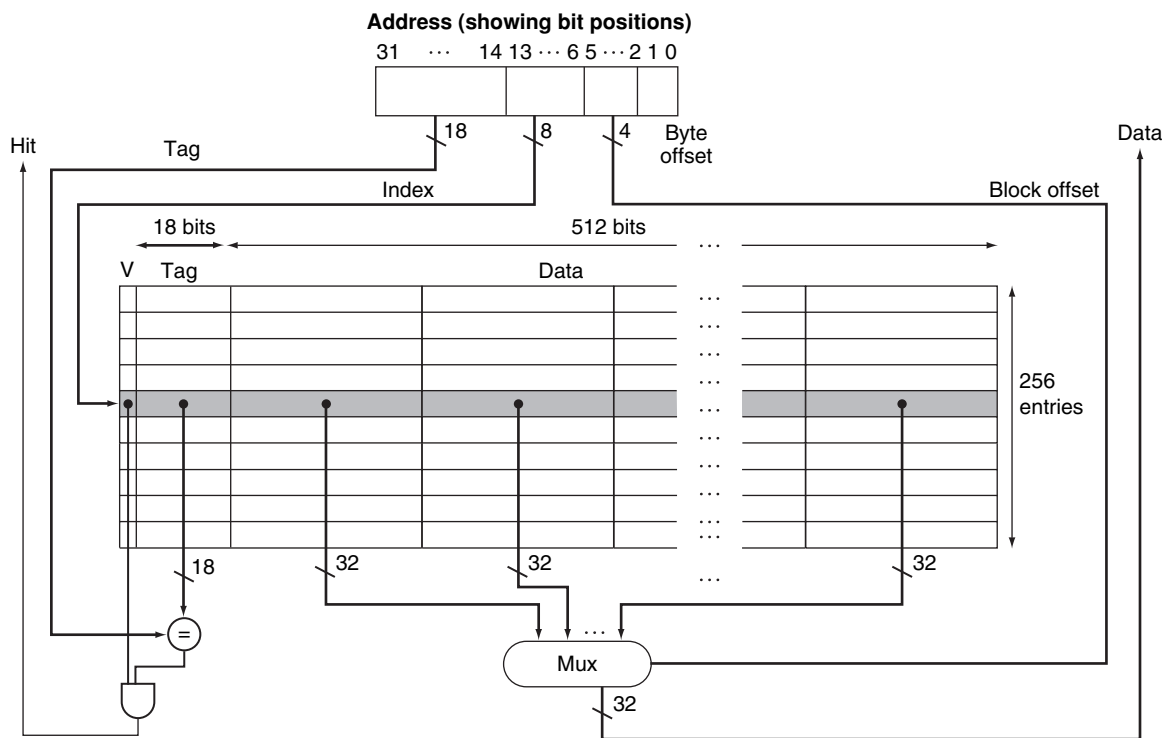 Address (showing bit positions)
31 ... 14 13 ... 6 5 ... 2 1 0
18
8
4
Byte
offset
Hit
Tag
Data
Index
Block offset
18 bits
512 bits
...
V
Tag
Data
...
...
...
...
...
...
...
...
...
...
256
entries
18
32
32
...
32
=
...
Mux
32